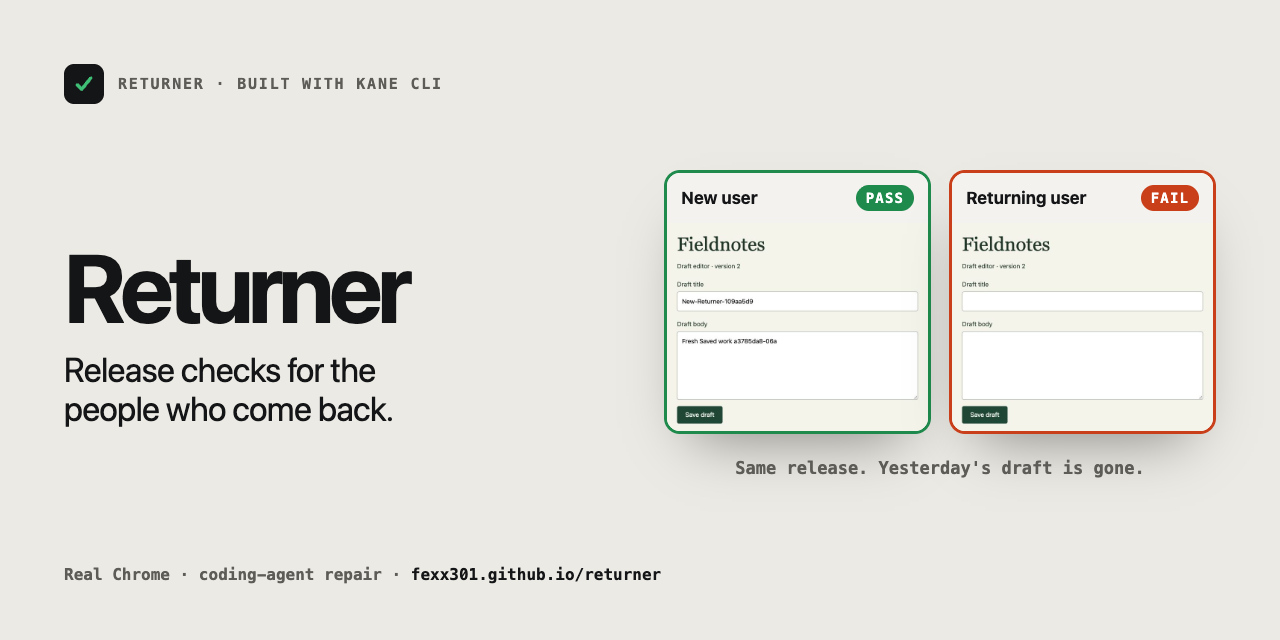 RETURNER · BUILT WITH KANE CLI
Returner
Release checks for the
people who come back.
New user
PASS
Fieldnotes
Draft editor · version 2
Draft title
New-Returner-109aa5d9
Draft body
Fresh Saved work a3785da8-06a
Save draft
Returning user
FAIL
Fieldnotes
Draft editor · version 2
Draft title
Draft body
Save draft
Same release. Yesterday's draft is gone.
Real Chrome · coding-agent repair · fexx301.github.io/returner